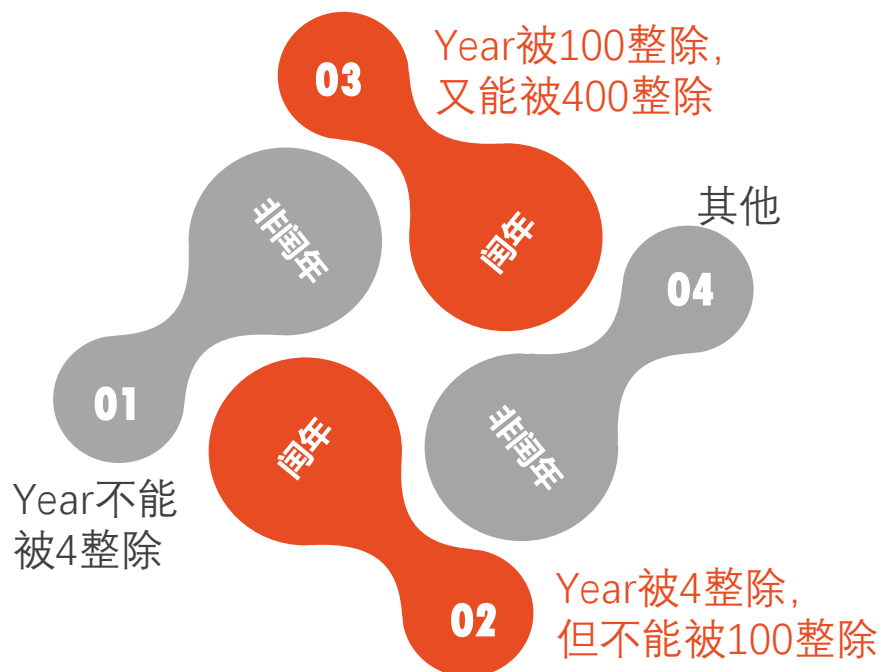 03
Year被100整除，
又能被400整除
非闰年
闰年
其他
04
01
闰年
非闰年
Year不能
被4整除
02
Year被4整除，
但不能被100整除